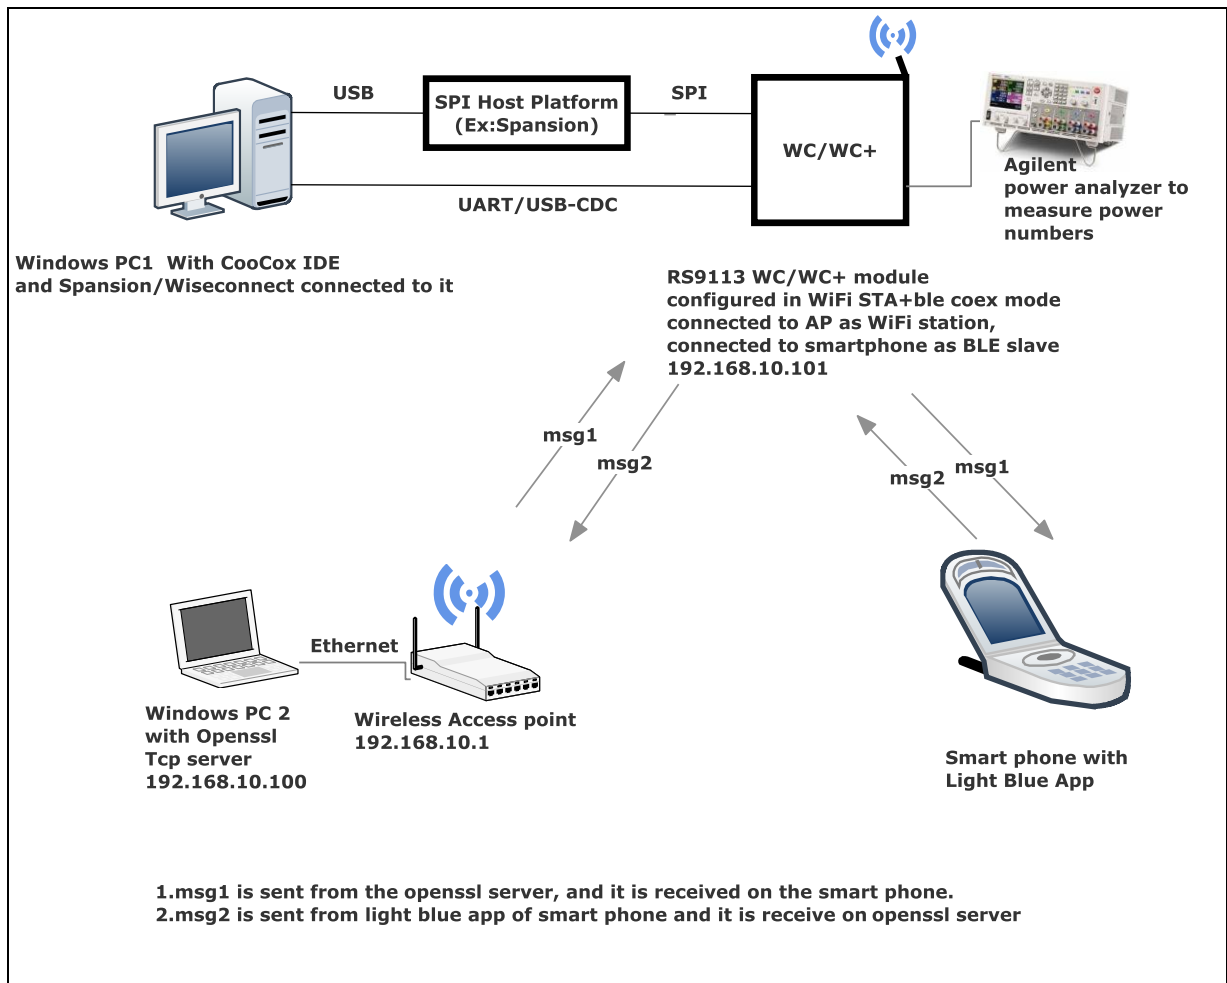 USB
SPI Host Platform
(Ex:Spansion)
SPI
WC/WC+
UART/USB-CDC
Agilent
power analyzer to
measure power
numbers
Windows PC1  With CooCox IDE
and Spansion/Wiseconnect connected to it
RS9113 WC/WC+ module
configured in WiFi STA+ble coex mode
connected to AP as WiFi station,
connected to smartphone as BLE slave
192.168.10.101
msg1
msg2
msg2
msg1
Ethernet
Windows PC 2
with Openssl
Tcp server
192.168.10.100
Wireless Access point
192.168.10.1
Smart phone with
Light Blue App
1.msg1 is sent from the openssl server, and it is received on the smart phone.
2.msg2 is sent from light blue app of smart phone and it is receive on openssl server